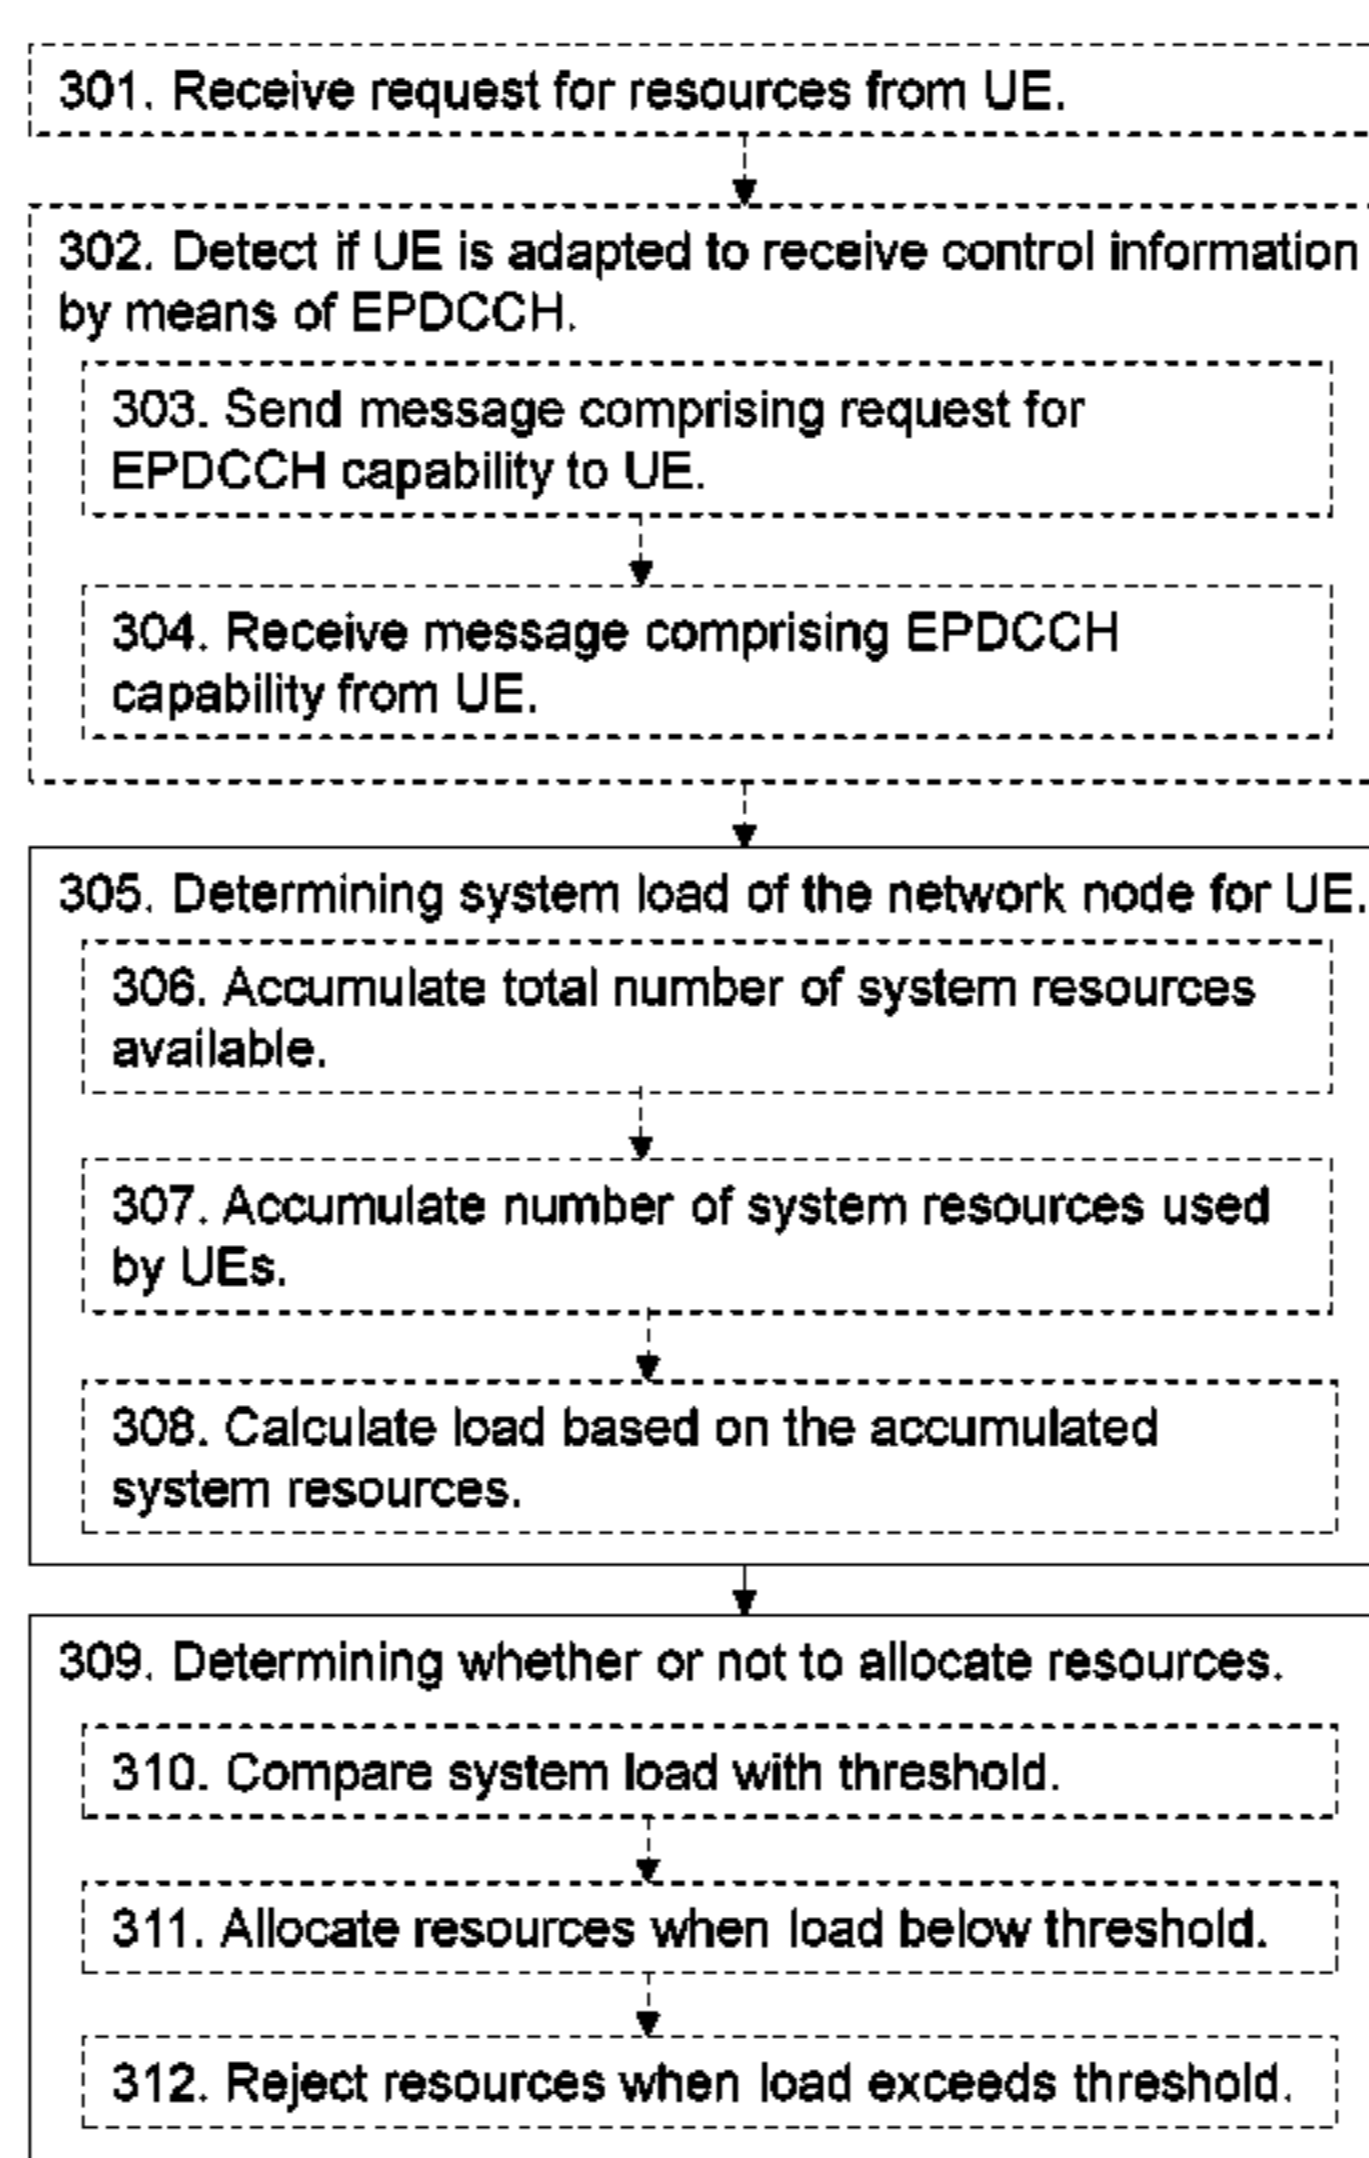 301. Receive request for resources from UE.
302. Detect if UE is adapted to receive control information
by means of EPDCCH.
303. Send message comprising request for
EPDCCH capability to UE.
304. Receive message comprising EPDCCH
capability from UE.
305. Determining system load of the network node for UE.
306. Accumulate total number of system resources
available.
307. Accumulate number of system resources used
by UEs.
308. Calculate load based on the accumulated
system resources.
309. Determining whether or not to allocate resources.
310. Compare system load with threshold.
311. Allocate resources when load below threshold.
312. Reject resources when load exceeds threshold.